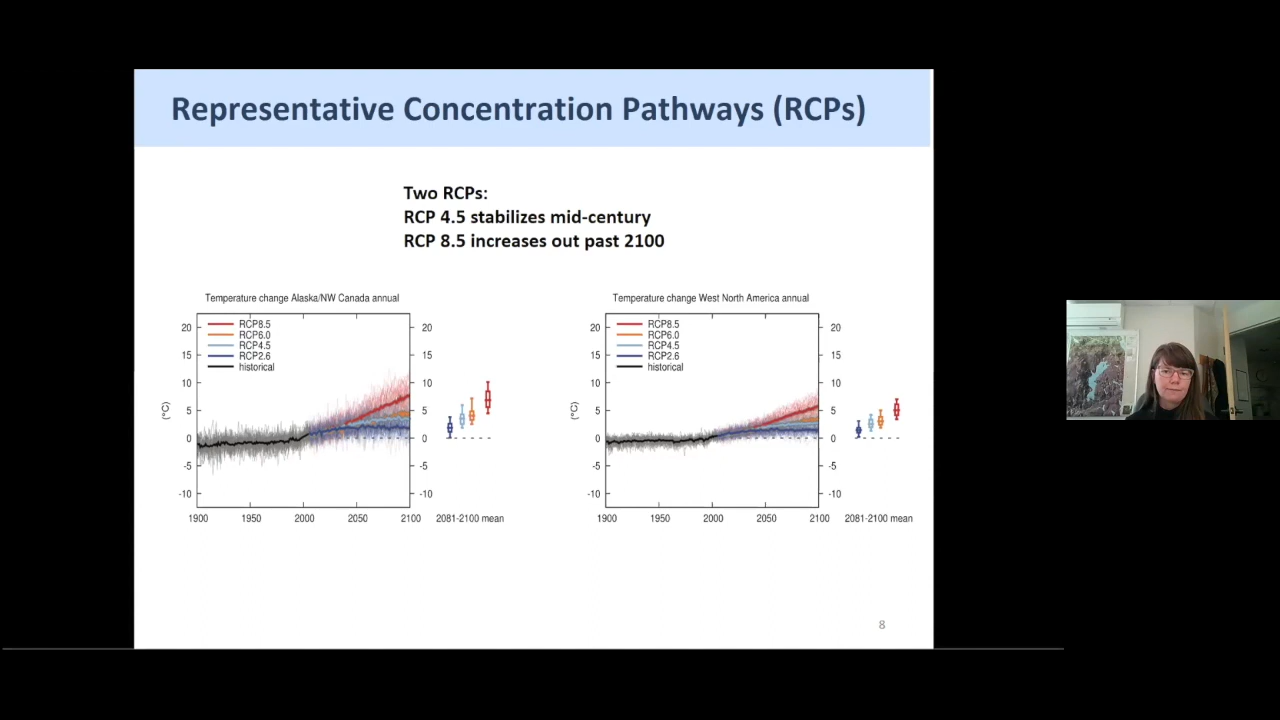 Representative Concentration Pathways (RCPs)
Two RCPs:
RCP 4.5 stabilizes mid-century
RCP 8.5 increases out past 2100
Temperature change Alaska/NW Canada annual
RCP8.5
RCP6.0
RCP4.5
RCP2.6
historical
(°C)
20
15
10
5
0
-5
-10
20
15
10
5
0
-5
-10
1900 1950 2000 2050 2100 2081-2100 mean
Temperature change West North America annual
RCP8.5
RCP6.0
RCP4.5
RCP2.6
historical
(°C)
20
15
10
5
0
-5
-10
20
15
10
5
0
-5
-10
1900 1950 2000 2050 2100 2081-2100 mean
8